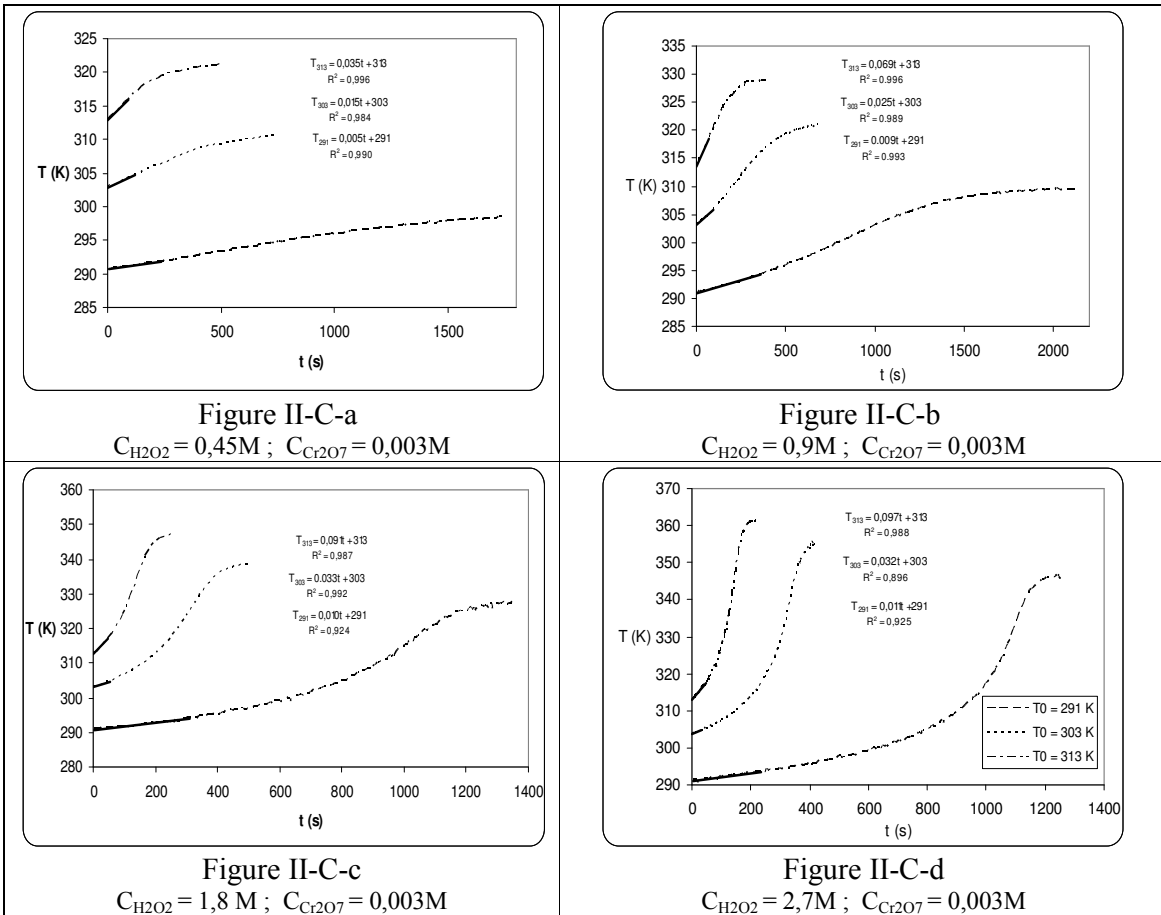 325
320
315
310
T (K)
305
300
295
290
285
0 500 1000 1500
t (s)
T313 = 0,035t + 313
R² = 0,996
T303 = 0,015t + 303
R² = 0,984
T291 = 0,005t + 291
R² = 0,990
Figure II-C-a
CH2O2 = 0,45M ; CCr2O7 = 0,003M
335
330
325
320
315
T (K)
310
305
300
295
290
285
0 500 1000 1500 2000
t (s)
T313 = 0,069t + 313
R² = 0.996
T303 = 0,025t + 303
R² = 0.989
T291 = 0.009t + 291
R² = 0.993
Figure II-C-b
CH2O2 = 0,9M ; CCr2O7 = 0,003M
360
350
340
330
T (K)
320
310
300
290
280
0 200 400 600 800 1000 1200 1400
t (s)
T313 = 0,091t + 313
R² = 0,987
T303 = 0.033t + 303
R² = 0,992
T291 = 0,010t + 291
R² = 0,924
Figure II-C-c
CH2O2 = 1,8 M ; CCr2O7 = 0,003M
370
360
350
340
T (K)
330
320
310
300
290
0 200 400 600 800 1000 1200 1400
t (s)
T313 = 0,097t + 313
R² = 0,988
T303 = 0,032t + 303
R² = 0,896
T291 = 0,011t + 291
R² = 0,925
T0 = 291 K
T0 = 303 K
T0 = 313 K
Figure II-C-d
CH2O2 = 2,7M ; CCr2O7 = 0,003M